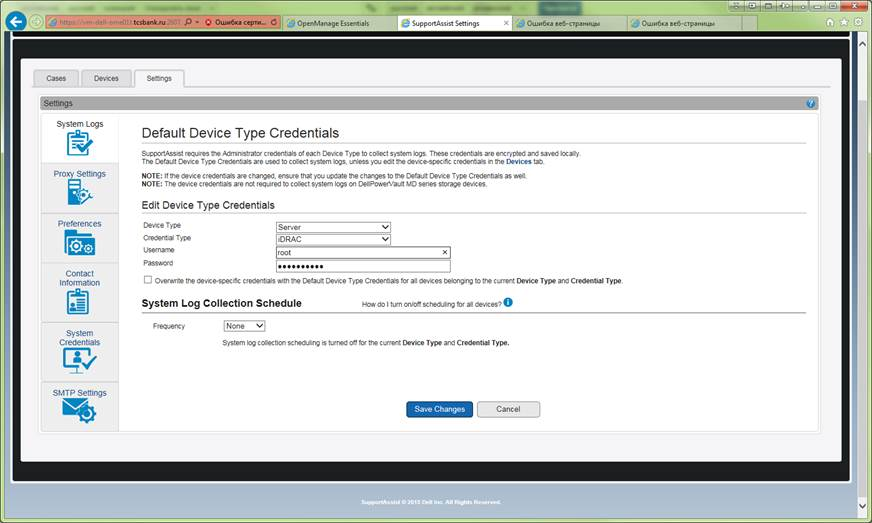 https://vm-dell-ome01.tcsbank.ru:2607
Ошибка серти...
OpenManage Essentials
SupportAssist Settings
Ошибка веб-страницы
Ошибка веб-страницы
Cases
Devices
Settings
Settings
System Logs
Proxy Settings
Preferences
Contact
Information
System
Credentials
SMTP Settings
Default Device Type Credentials
SupportAssist requires the Administrator credentials of each Device Type to collect system logs. These credentials are encrypted and saved locally.
The Default Device Type Credentials are used to collect system logs, unless you edit the device-specific credentials in the Devices tab.
NOTE: If the device credentials are changed, ensure that you update the changes to the Default Device Type Credentials as well.
NOTE: The device credentials are not required to collect system logs on DellPowerVault MD series storage devices.
Edit Device Type Credentials
Device Type
Server
Credential Type
iDRAC
Username
root
Password
Overwrite the device-specific credentials with the Default Device Type Credentials for all devices belonging to the current Device Type and Credential Type.
System Log Collection Schedule
How do I turn on/off scheduling for all devices?
Frequency
None
System log collection scheduling is turned off for the current Device Type and Credential Type.
Save Changes
Cancel
SupportAssist © 2013 Dell Inc. All Rights Reserved.